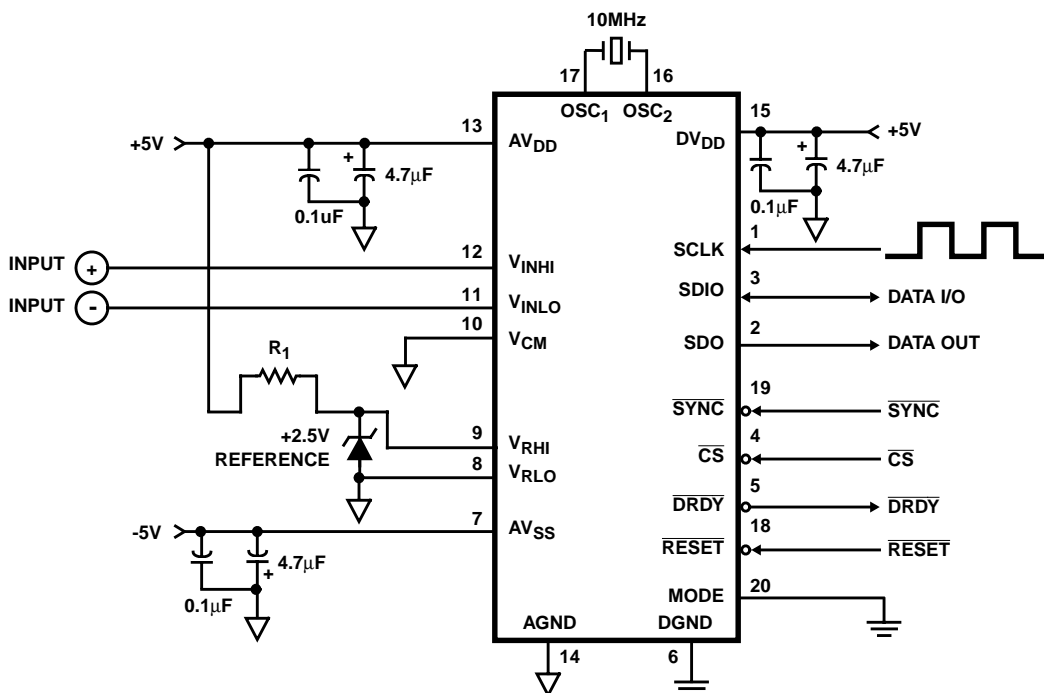 10MHz
17
16
OSC1
OSC2
13
15
+5V
AVDD
DVDD
+5V
+
4.7μF
0.1uF
+
4.7μF
0.1μF
1
SCLK
INPUT
+
12
VINHI
3
SDIO
DATA I/O
INPUT
-
11
VINLO
10
VCM
2
SDO
DATA OUT
R1
19
SYNC
SYNC
+2.5V
REFERENCE
9
VRHI
4
CS
CS
8
VRLO
5
DRDY
DRDY
-5V
7
AVSS
18
RESET
RESET
4.7μF
+
0.1μF
MODE
20
AGND
DGND
14
6